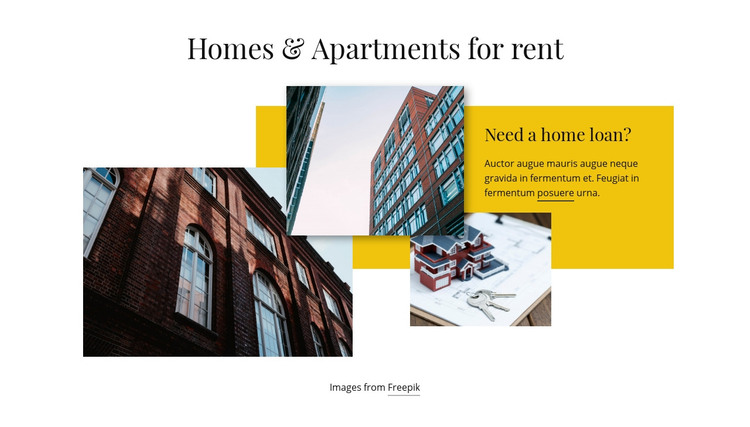 Homes & Apartments for rent
Need a home loan?
Auctor augue mauris augue neque
gravida in fermentum et. Feugiat in
fermentum posuere urna.
Images from Freepik